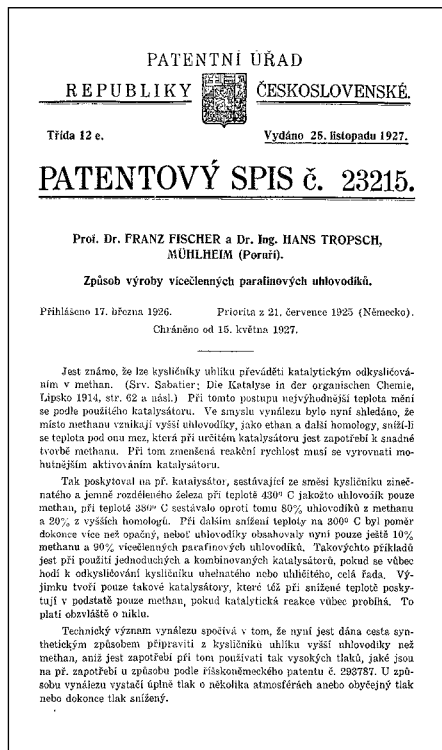 PATENTNÍ ÚŘAD
REPUBLIKY ČESKOSLOVENSKÉ.
Třída 12 e.
Vydáno 25. listopadu 1927.
PATENTOVÝ SPIS č. 23215.
Prof. Dr. FRANZ FISCHER a Dr. Ing. HANS TROPSCH,
MÜHLHEIM (Poruří).
Způsob výroby vícečlenných parafinových uhlovodíků.
Přihlášeno 17. března 1926.
Priorita z 21. července 1925 (Německo).
Chráněno od 15. května 1927.
Jest známo, že lze kysličníky uhlíku převáděti katalytickým odkysličová-
ním v methan. (Srv. Sabatier: Die Katalyse in der organischen Chemie,
Lipsko 1914, str. 62 a násl.) Při tomto postupu nejvýhodnější teplota mění
se podle použitého katalysátoru. Ve smyslu vynálezu bylo nyní shledáno, že
místo methanu vznikají vyšší uhlovodíky, jako ethan a další homology, sníží-li
se teplota pod onu mez, která při určitém katalysátoru jest zapotřebí k snadné
tvorbě methanu. Při tom zmenšená reakční rychlost musí se vyrovnati mo-
hutnějším aktivováním katalysátoru.
Tak poskytoval na př. katalysátor, sestávající ze směsi kysličníku zineč-
natého a jemně rozděleného železa při teplotě 430° C jakožto uhlovodík pouze
methan, při teplotě 380° C sestávalo oproti tomu 80% uhlovodíků z methanu
a 20% z vyšších homologů. Při dalším snížení teploty na 300° C byl poměr
dokonce více než opačný, neboť uhlovodíky obsahovaly nyní pouze ještě 10%
methanu a 90% vícečlenných parafinových uhlovodíků. Takovýchto příkladů
jest při použití jednoduchých a kombinovaných katalysátorů, pokud se vůbec
hodí k odkysličování kysličníku uhelnatého nebo uhličitého, celá řada. Vý-
jimku tvoří pouze takové katalysátory, které též při snížené teplotě posky-
tují v podstatě pouze methan, pokud katalytická reakce vůbec probíhá. To
platí obzvláště o niklu.
Technický význam vynálezu spočívá v tom, že nyní jest dána cesta syn-
thetickým způsobem připraviti z kysličníků uhlíku vyšší uhlovodíky než
methan, aniž jest zapotřebí při tom používati tak vysokých tlaků, jaké jsou
na př. zapotřebí u způsobu podle říšskoněmeckého patentu č. 293787. U způ-
sobu vynálezu vystačí úplně tlak o několika atmosférách anebo obyčejný tlak
nebo dokonce tlak snížený.